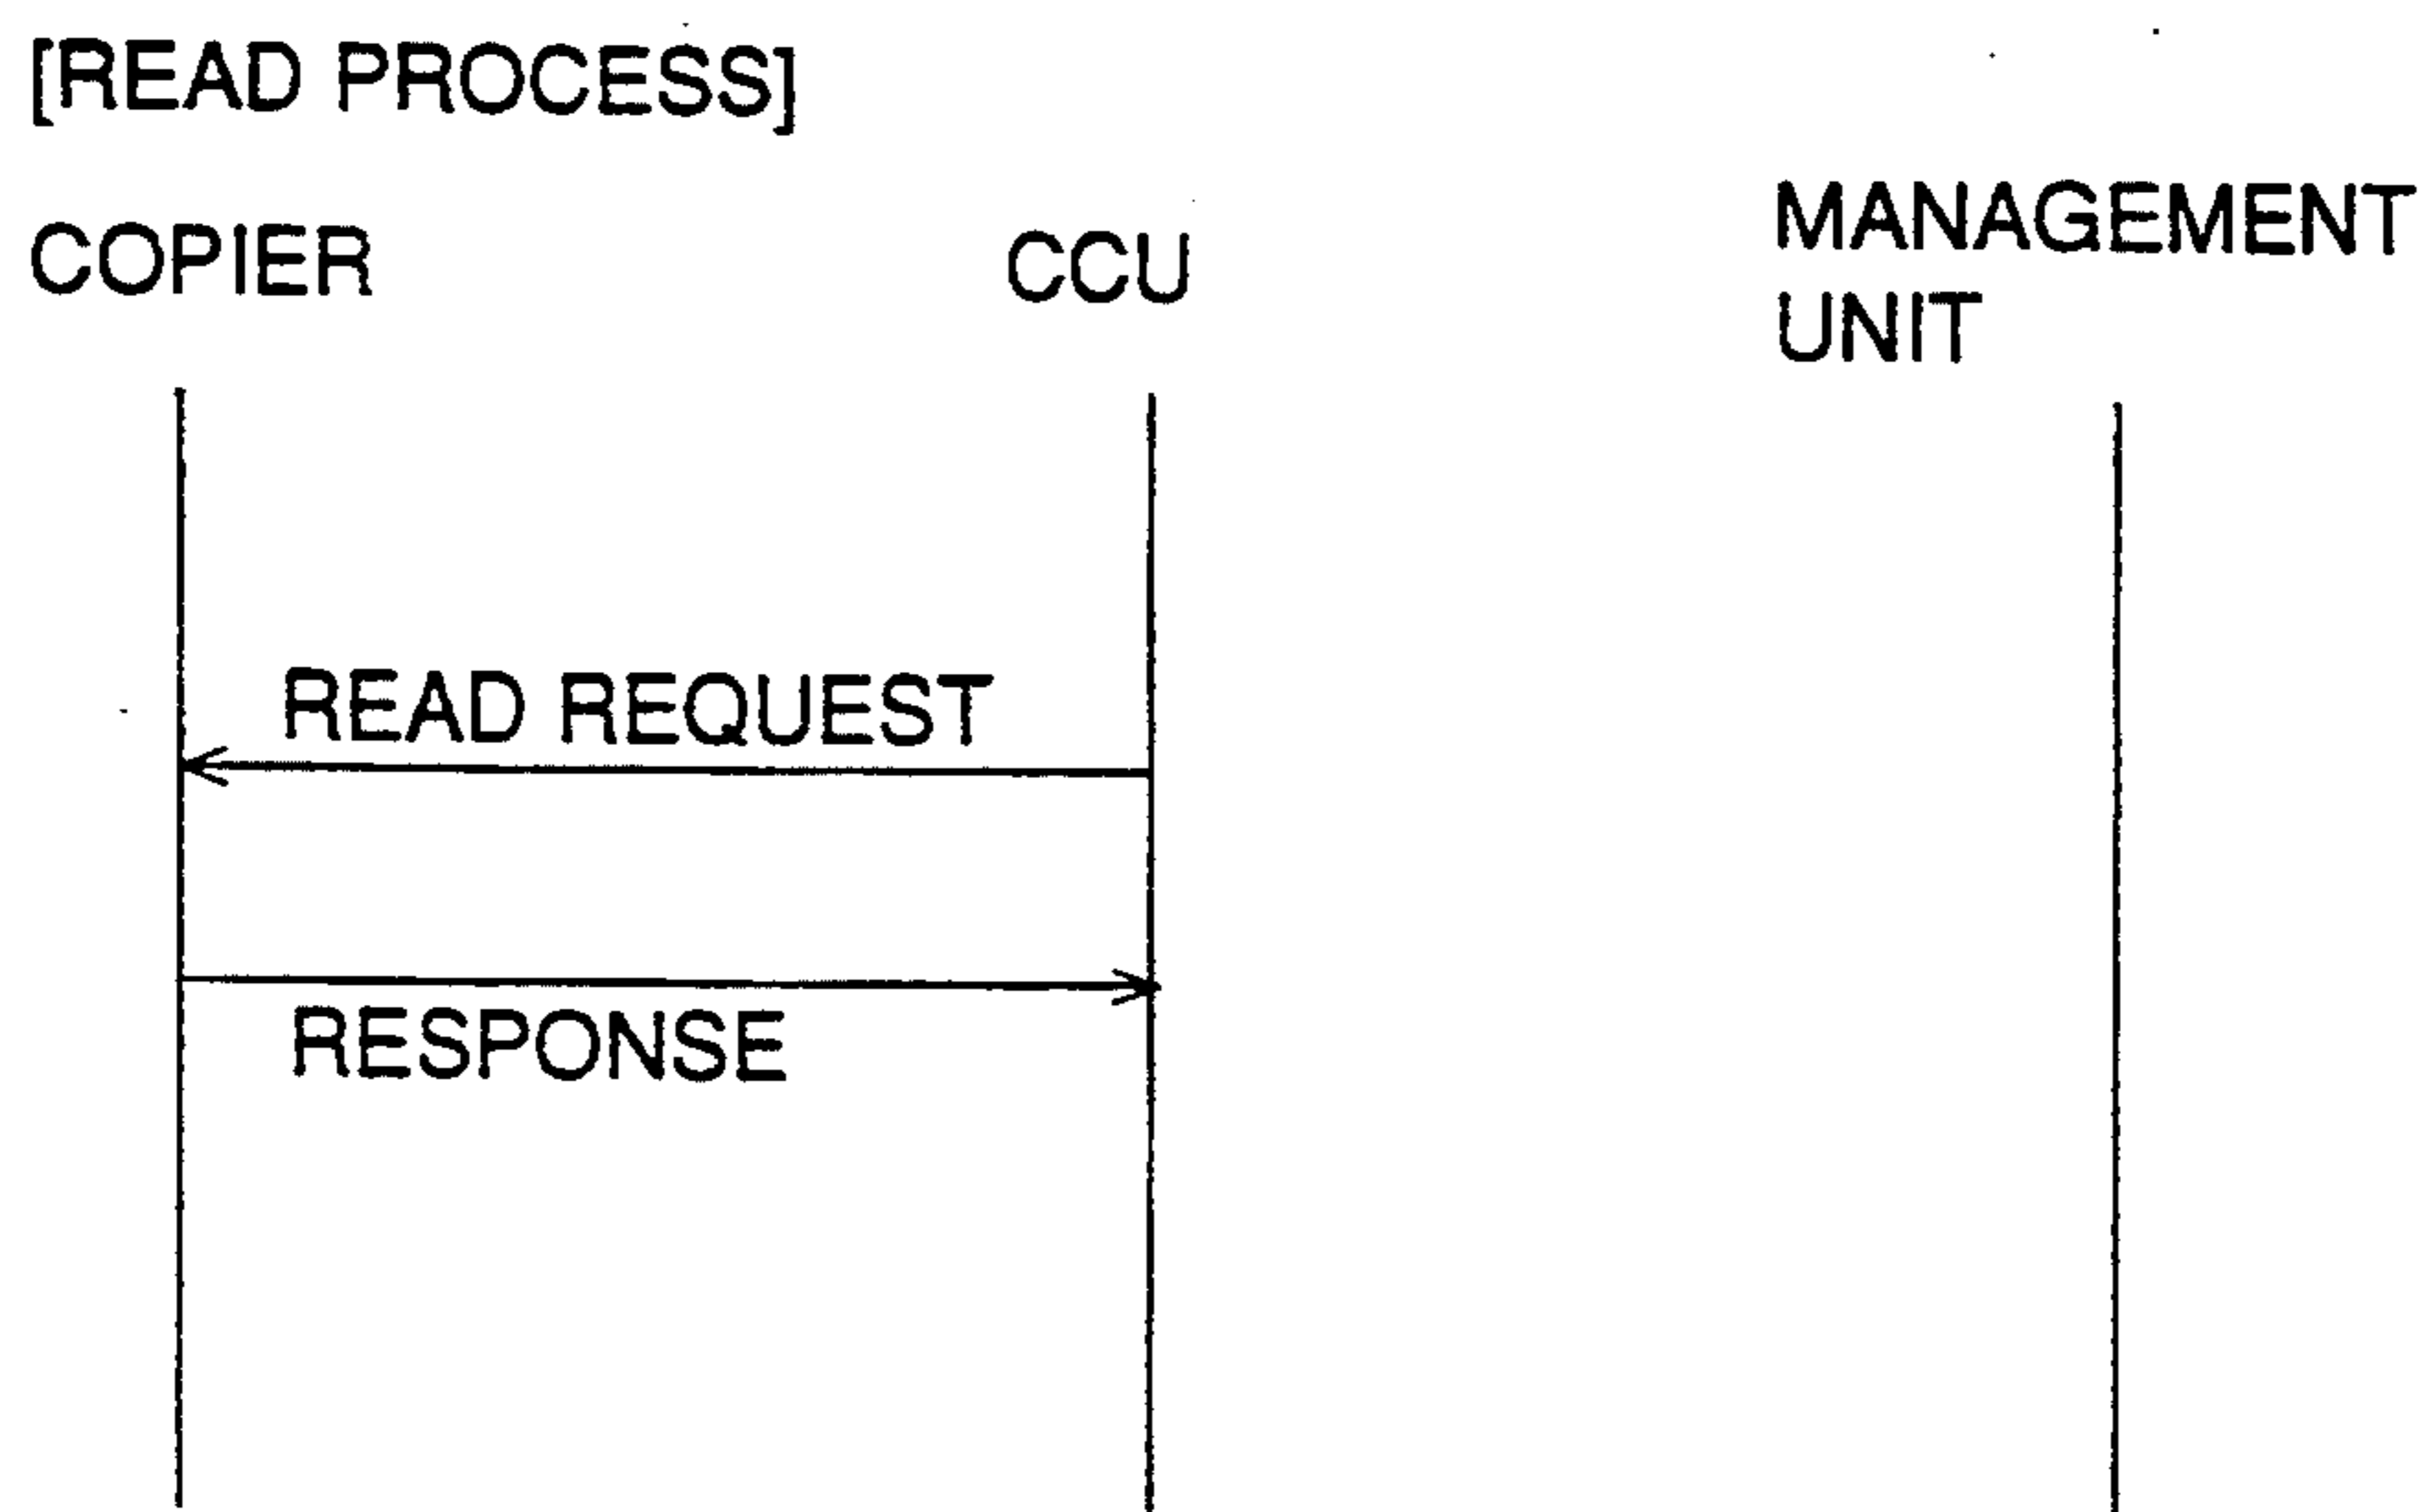 [READ PROCESS]
COPIER
CCU
MANAGEMENT
UNIT
READ REQUEST
RESPONSE